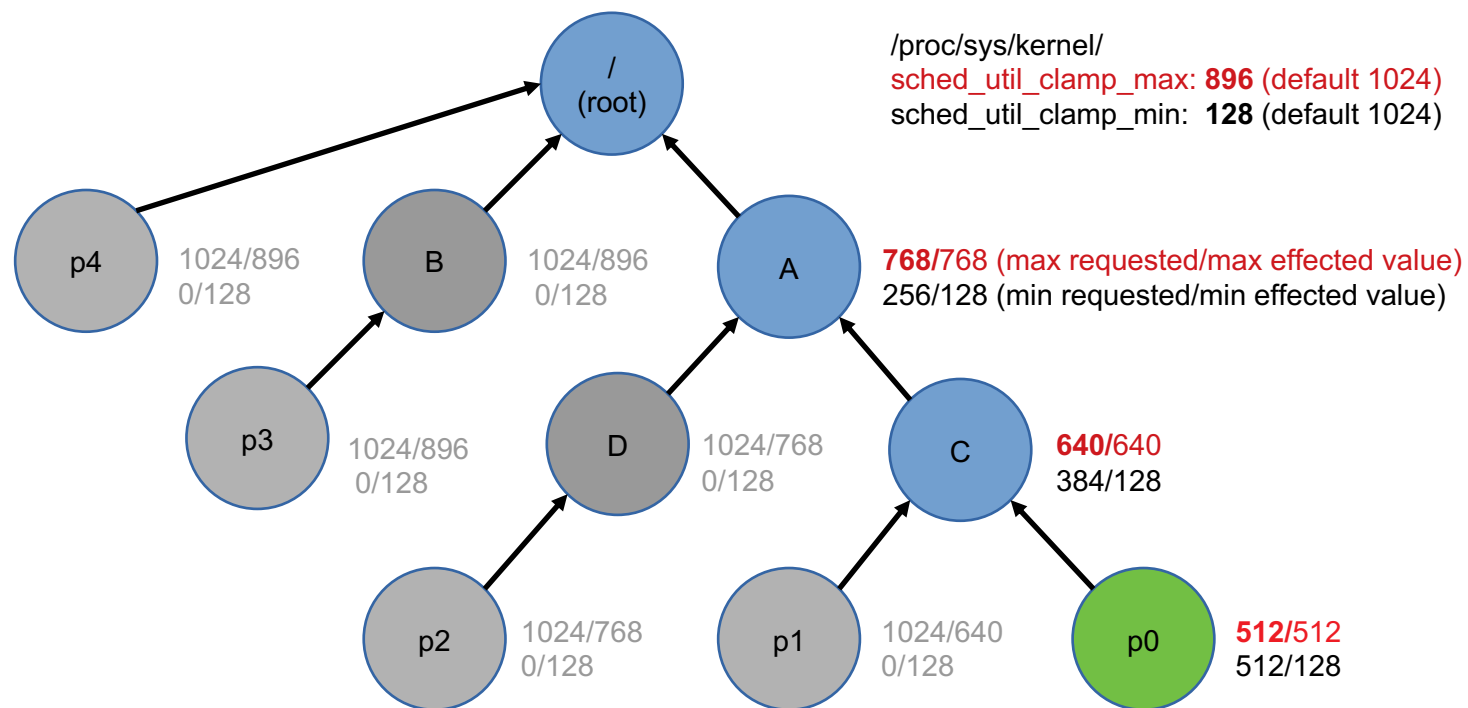 /
(root)
/proc/sys/kernel/
sched_util_clamp_max: 896 (default 1024)
sched_util_clamp_min: 128 (default 1024)
p4
1024/896
0/128
B
1024/896
0/128
A
768/768 (max requested/max effected value)
256/128 (min requested/min effected value)
p3
1024/896
0/128
D
1024/768
0/128
C
640/640
384/128
p2
1024/768
0/128
p1
1024/640
0/128
p0
512/512
512/128